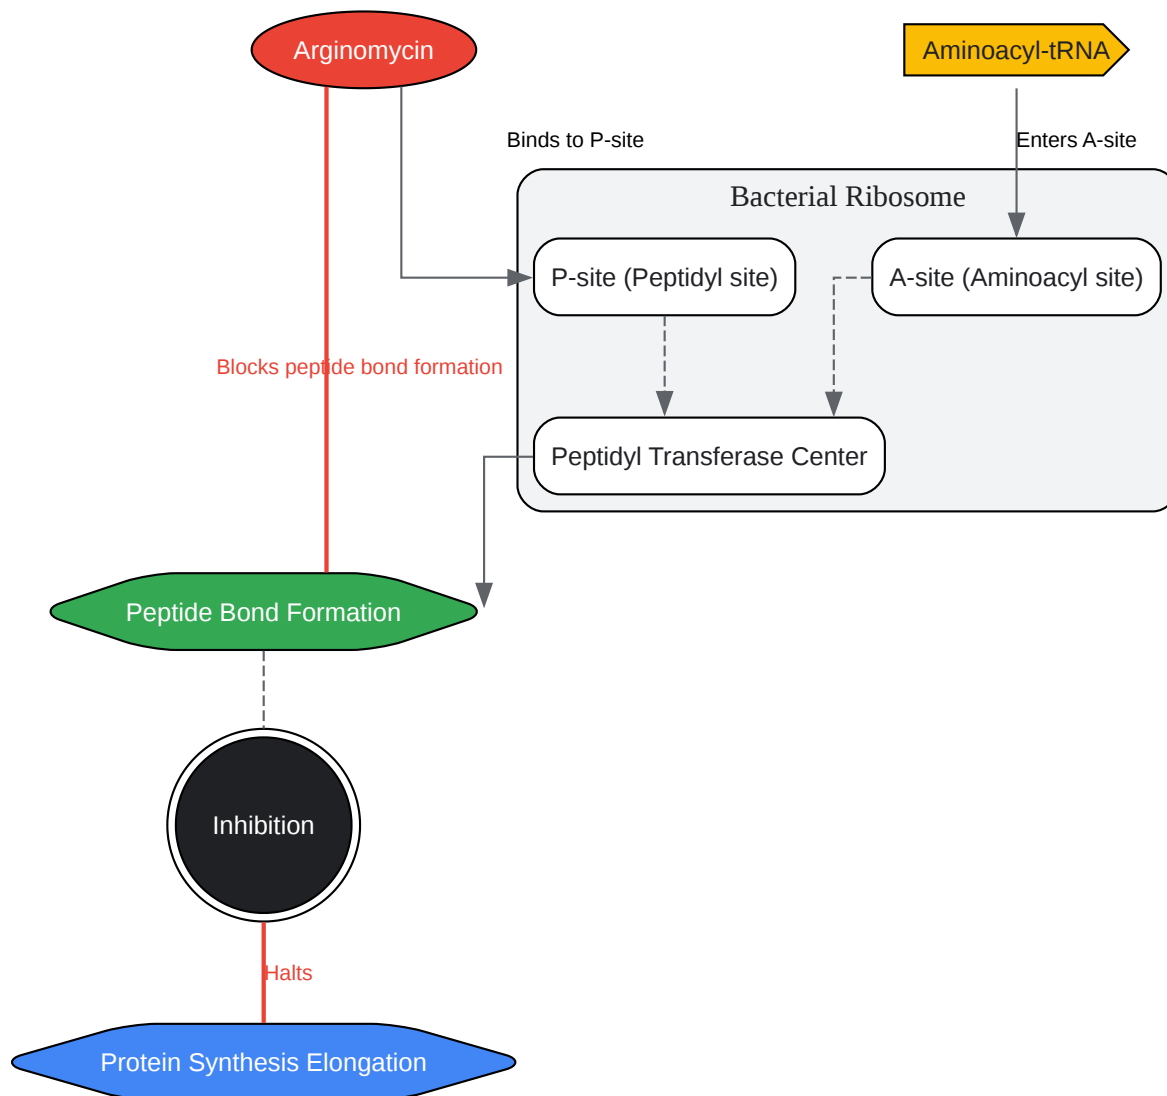 Arginomycin
Aminoacyl-tRNA
Binds to P-site
Enters A-site
Bacterial Ribosome
P-site (Peptidyl site)
A-site (Aminoacyl site)
Blocks peptide bond formation
Peptidyl Transferase Center
Peptide Bond Formation
Inhibition
Halts
Protein Synthesis Elongation